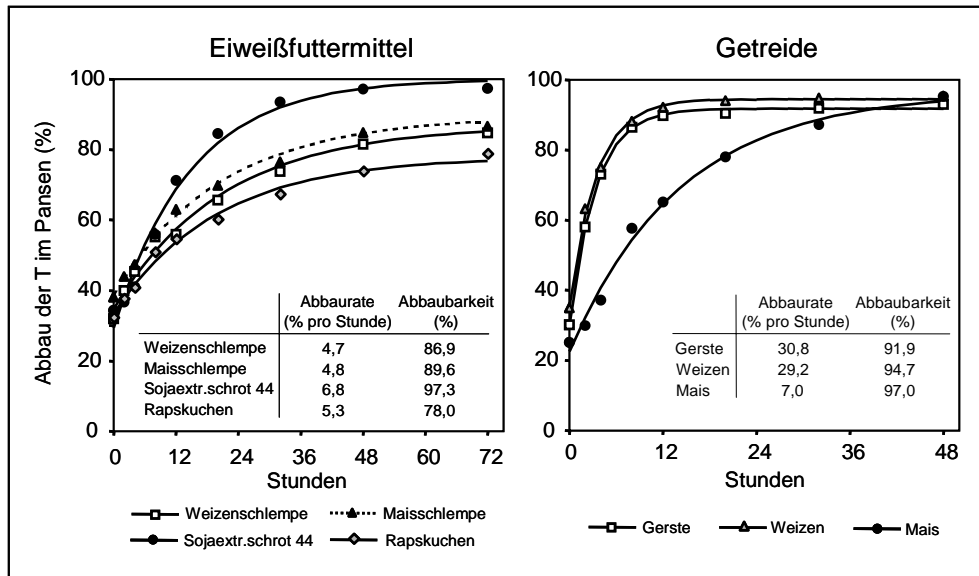 Eiweißfuttermittel
Abbau der T im Pansen (%)
100
80
60
40
20
0
Abbaurate Abbaubarkeit
(% pro Stunde) (%)
Weizenschlempe 4,7 86,9
Maisschlempe 4,8 89,6
Sojaextr.schrot 44 6,8 97,3
Rapskuchen 5,3 78,0
0 12 24 36 48 60 72
Stunden
Weizenschlempe Maisschlempe
Sojaextr.schrot 44 Rapskuchen
Getreide
100
80
60
40
20
0
Abbaurate Abbaubarkeit
(% pro Stunde) (%)
Gerste 30,8 91,9
Weizen 29,2 94,7
Mais 7,0 97,0
0 12 24 36 48
Stunden
Gerste Weizen Mais